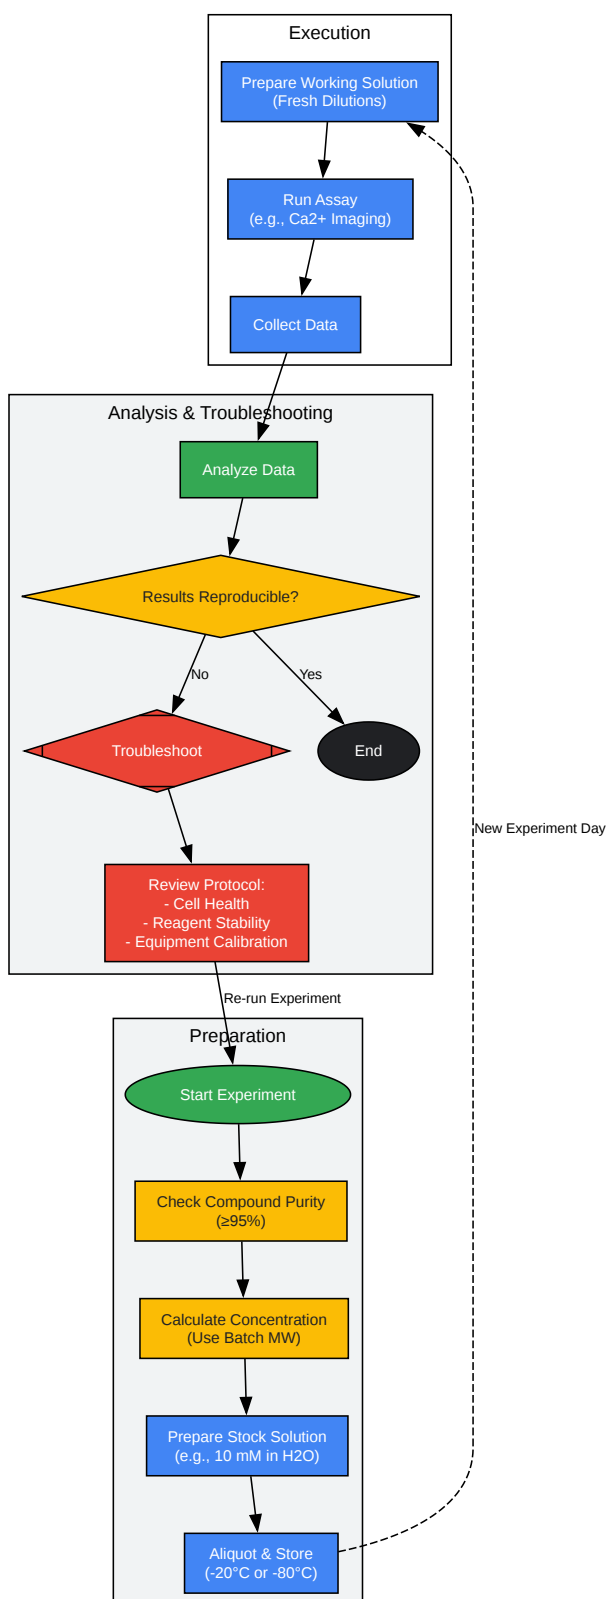 Execution
Prepare Working Solution
(Fresh Dilutions)
Run Assay
(e.g., Ca2+ Imaging)
Collect Data
Analysis & Troubleshooting
Analyze Data
Results Reproducible?
No
Yes
Troubleshoot
End
New Experiment Day
Review Protocol:
- Cell Health
- Reagent Stability
- Equipment Calibration
Re-run Experiment
Preparation
Start Experiment
Check Compound Purity
(≥95%)
Calculate Concentration
(Use Batch MW)
Prepare Stock Solution
(e.g., 10 mM in H2O)
Aliquot & Store
(-20°C or -80°C)